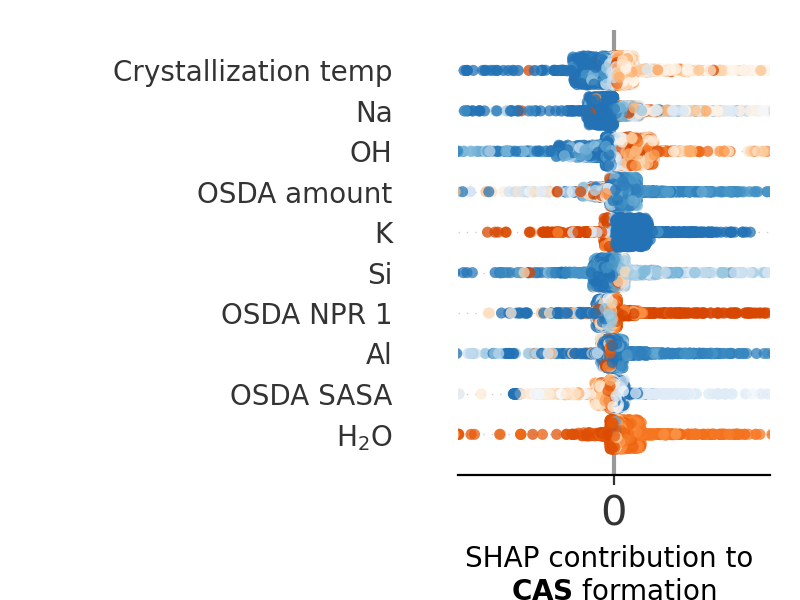 Crystallization temp
Na
OH
OSDA amount
K
Si
OSDA NPR 1
Al
OSDA SASA
H₂O
0
SHAP contribution to
CAS formation